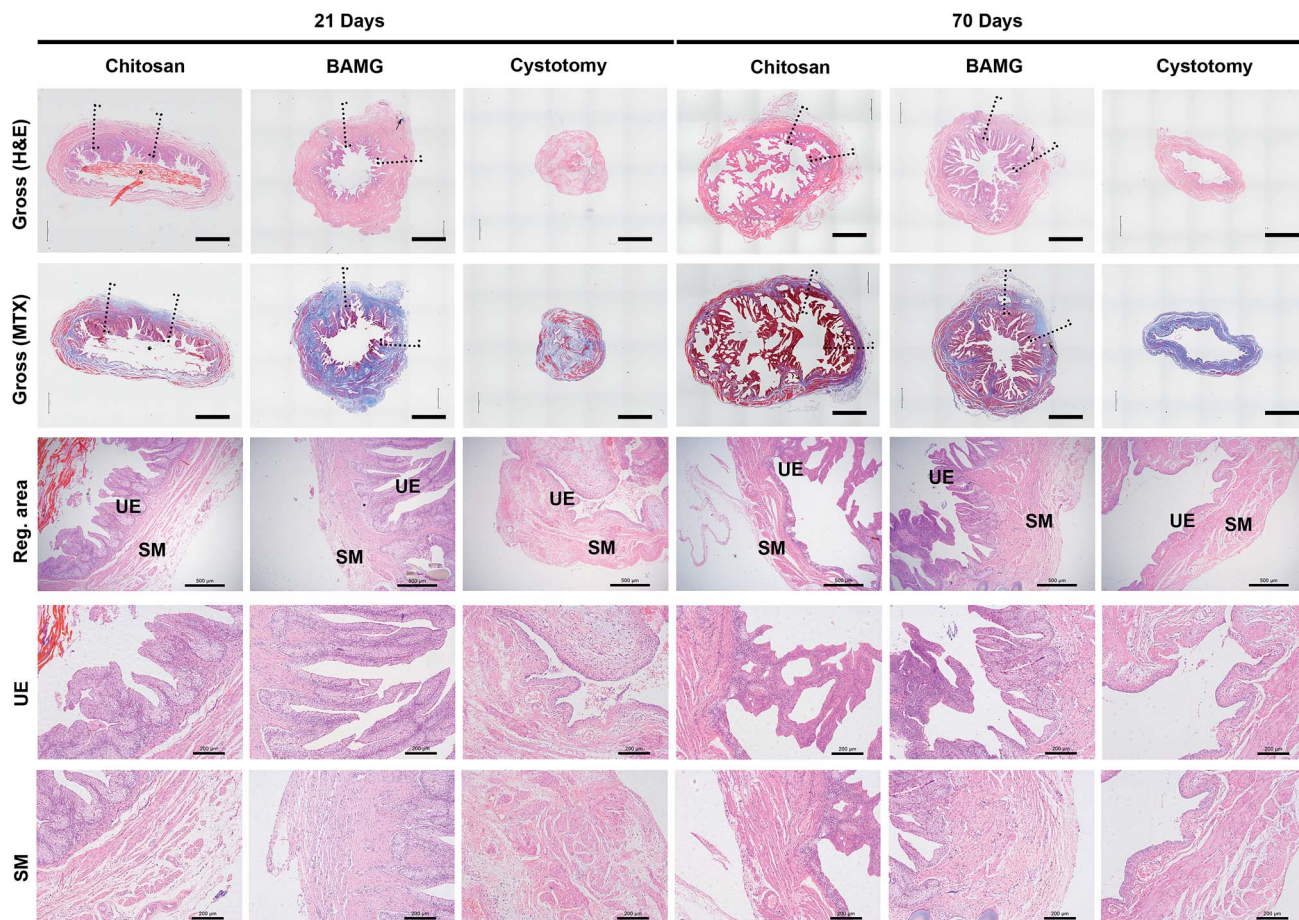 21 Days 70 Days
Chitosan BAMG Cystotomy Chitosan BAMG Cystotomy
Gross (H&E)
Gross (MTX)
Reg. area
UE UE UE UE UE UE
SM SM SM SM SM SM
500 µm 500 µm 500 µm 500 µm 500 µm 500 µm
UE
200 µm 200 µm 200 µm 200 µm 200 µm 200 µm
SM
200 µm 200 µm 200 µm 200 µm 200 µm 200 µm